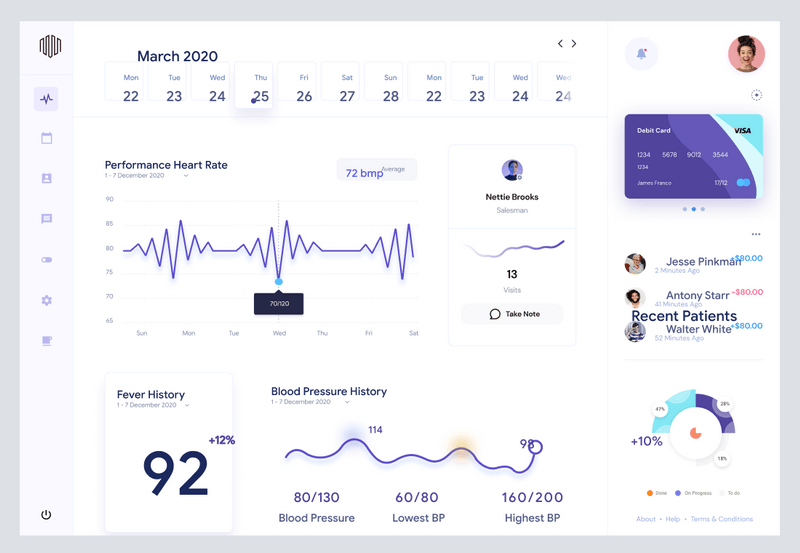 March 2020
Mon Tue Wed Thu Fri Sat Sun Mon Tue Wed Wed
22 23 24 25 26 27 28 22 23 24 24
Performance Heart Rate
1 - 7 December 2020
72 bmp Average
90
85
80
75
70
65
70/120
Sun Mon Tue Wed Thu Fri Sat
Nettie Brooks
Salesman
13
Visits
Take Note
Fever History
1 - 7 December 2020
+12%
92
Blood Pressure History
1 - 7 December 2020
114
98
80/130 60/80 160/200
Blood Pressure Lowest BP Highest BP
Debit Card VISA
1234 5678 9012 3544
1234
James Franco 17/12
Jesse Pinkman +$80.00
2 Minutes Ago
Antony Starr -$80.00
41 Minutes Ago
Recent Patients
Walter White +$80.00
52 Minutes Ago
47%
28%
+10%
18%
Done On Progress To do
About • Help • Terms & Conditions